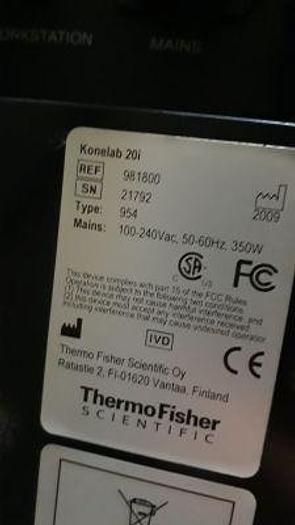 WORKSTATION
MAINS
Konelab 20i
REF 981800
SN 21792
Type: 954
2009
Mains: 100-240Vac, 50-60Hz, 350W
C US
FC
This device complies with part 15 of the FCC Rules
Operation is subject to the following two conditions:
(1) This device may not cause harmful interference, and
(2) this device must accept any interference received,
including interference that may cause undesired operation
IVD
CE
Thermo Fisher Scientific Oy
Ratastie 2, FI-01620 Vantaa, Finland
ThermoFisher
SCIENTIFIC